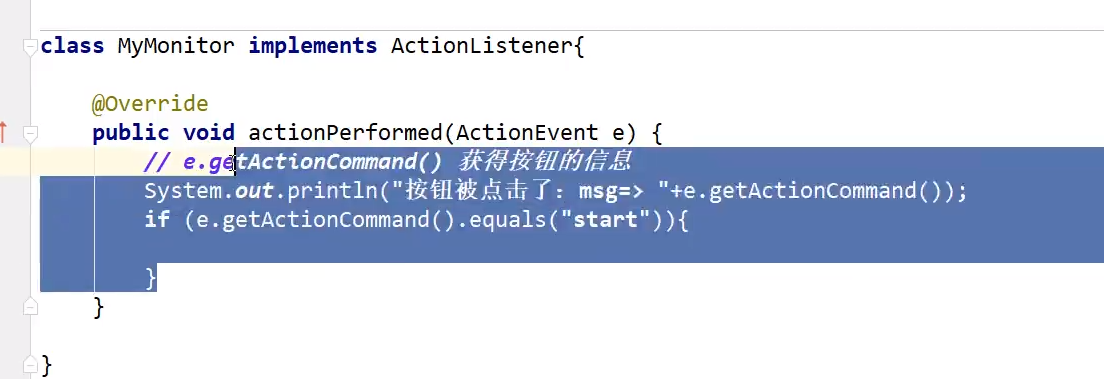 class MyMonitor implements ActionListener{
@Override
public void actionPerformed(ActionEvent e) {
// e.getActionCommand() 获得按钮的信息
System.out.println("按钮被点击了：msg=> "+e.getActionCommand());
if (e.getActionCommand().equals("start")){
}
}
}